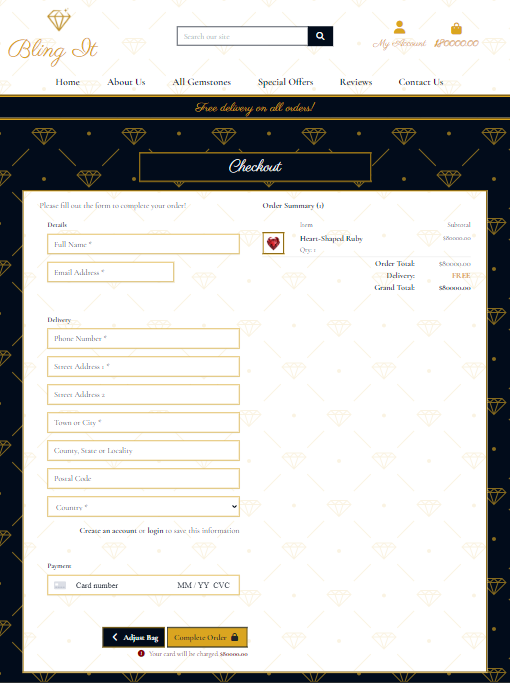 Bling It
Search our site
My Account
$80000.00
Home About Us All Gemstones Special Offers Reviews Contact Us
Free delivery on all orders!
Checkout
Please fill out the form to complete your order!
Details
Full Name *
Email Address *
Delivery
Phone Number *
Street Address 1 *
Street Address 2
Town or City *
County, State or Locality
Postal Code
Country *
Create an account or login to save this information
Payment
Card number MM / YY CVC
Adjust Bag Complete Order
Your card will be charged $80000.00
Order Summary (1)
Item Subtotal
Heart-Shaped Ruby $80000.00
Qty: 1
Order Total: $80000.00
Delivery: FREE
Grand Total: $80000.00